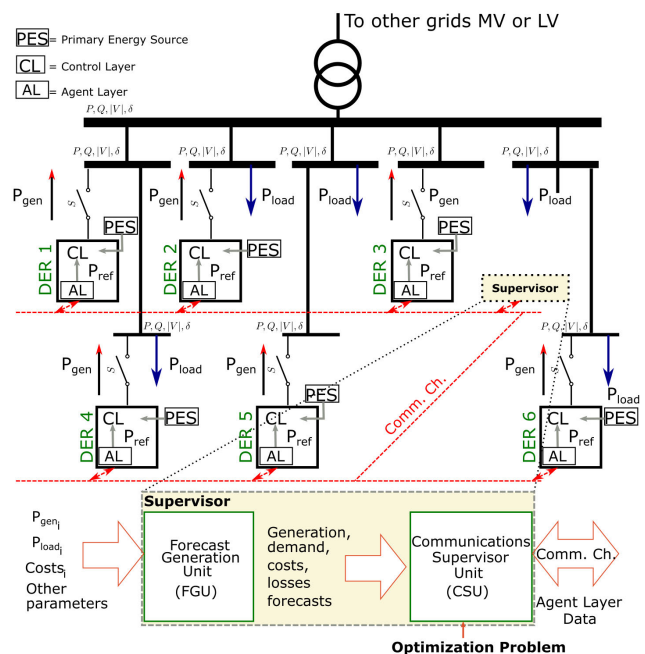 To other grids MV or LV
PES = Primary Energy Source
CL = Control Layer
AL = Agent Layer
P, Q, |V|, δ
P, Q, |V|, δ P, Q, |V|, δ P, Q, |V|, δ P, Q, |V|, δ P, Q, |V|, δ
Pgen S Pgen S Pload Pload Pgen S Pload
PES PES
DER 1 CL Pref AL
DER 2 CL Pref AL PES
DER 3 CL Pref AL
Supervisor
P, Q, |V|, δ P, Q, |V|, δ P, Q, |V|, δ
Pgen S Pload Pgen S Pgen S Pload
Comm. Ch.
DER 4 CL Pref AL PES
DER 5 CL Pref AL PES
DER 6 CL Pref AL PES
Supervisor
Pgeni
Ploadi
Costsi
Other
parameters
Forecast
Generation
Unit
(FGU)
Generation,
demand,
costs,
losses
forecasts
Communications
Supervisor
Unit
(CSU)
Comm. Ch.
Agent Layer
Data
Optimization Problem